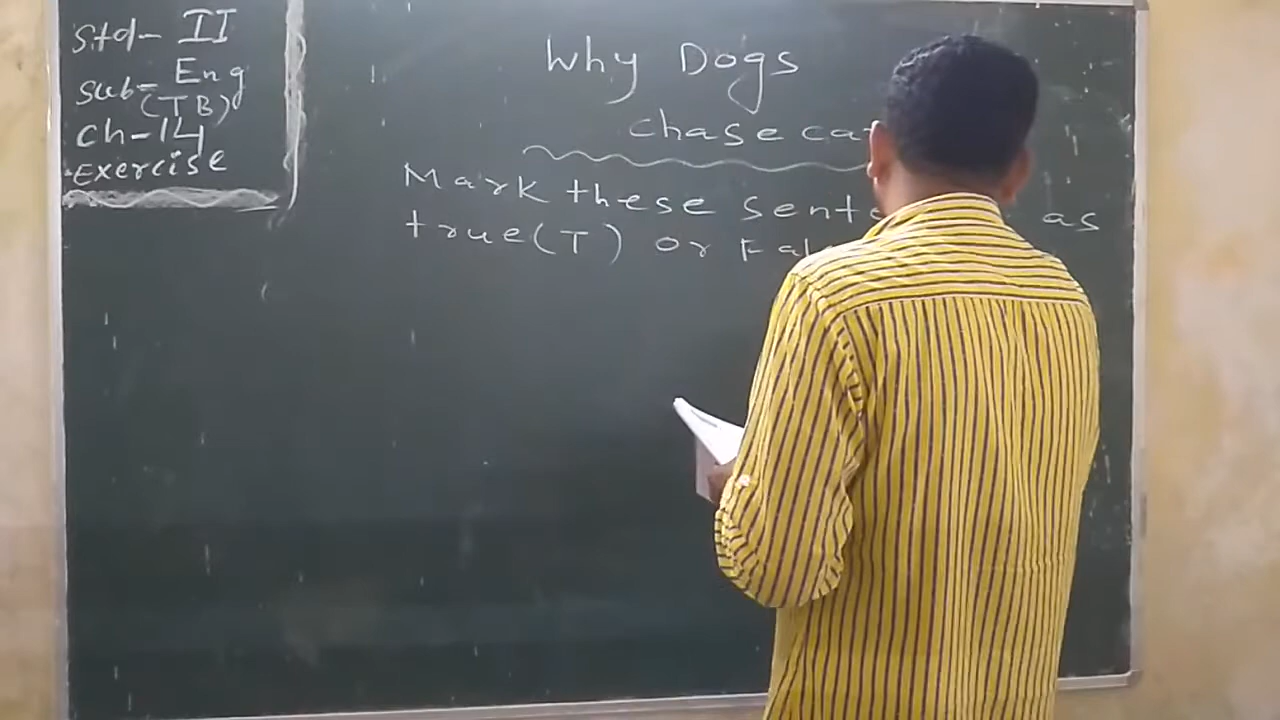 Std- II
Sub- Eng
(TB)
Ch-14
Exercise
Why Dogs
chase
Mark these as
true(T) or